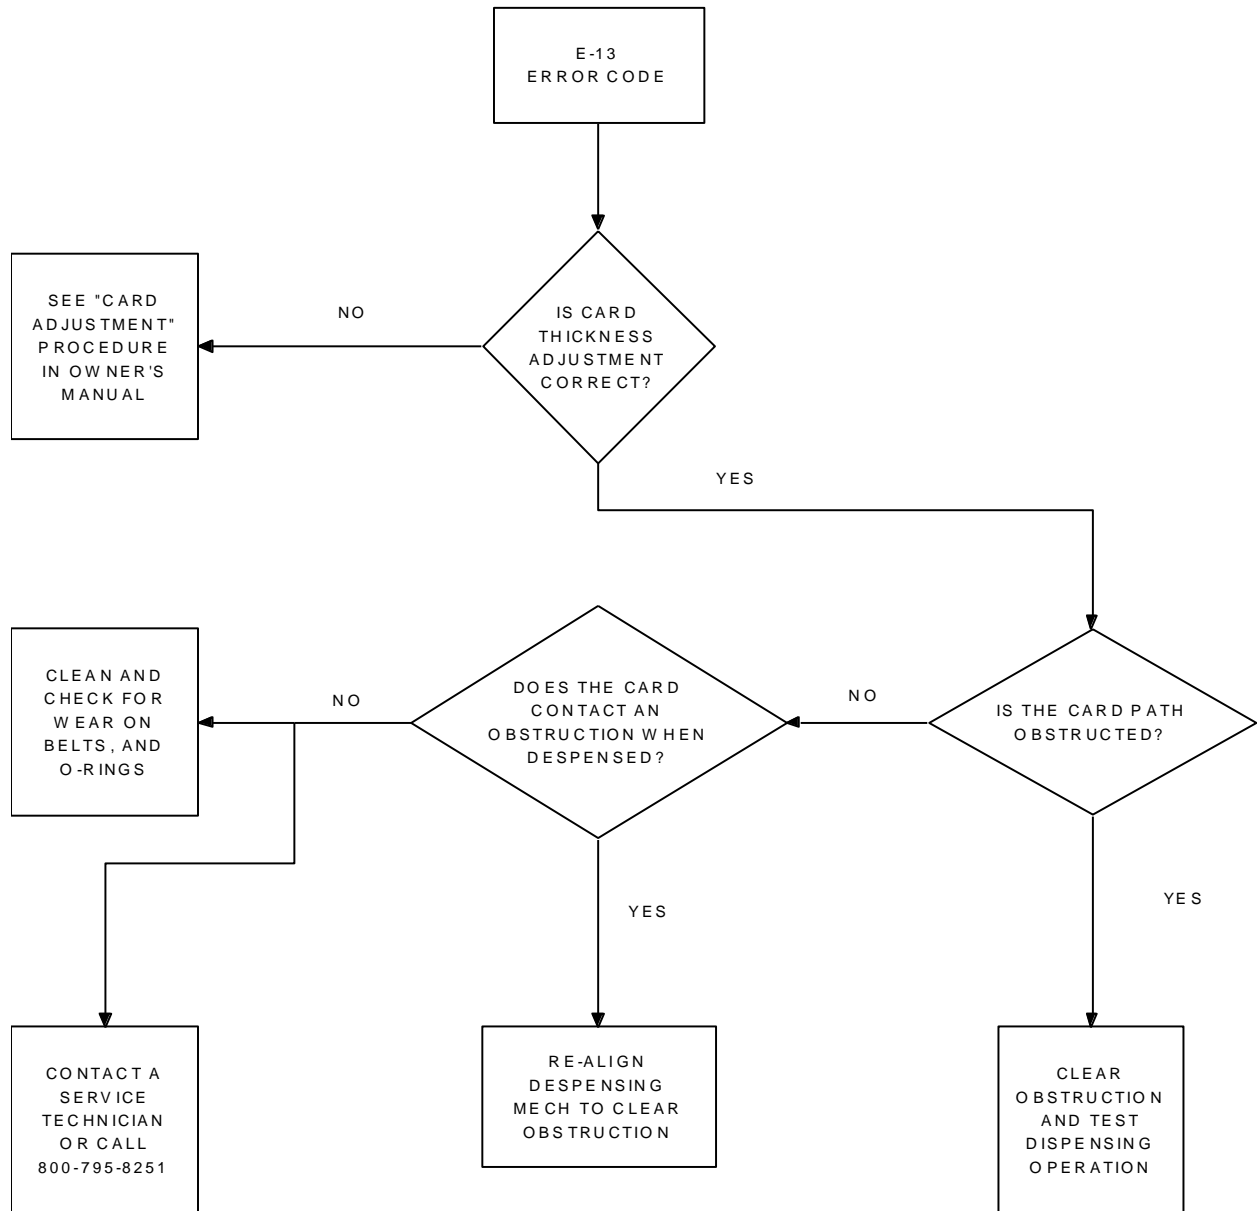 E-13
ERROR CODE
IS CARD
THICKNESS
ADJUSTMENT
CORRECT?
NO
SEE "CARD
ADJUSTMENT"
PROCEDURE
IN OWNER'S
MANUAL
YES
IS THE CARD PATH
OBSTRUCTED?
NO
DOES THE CARD
CONTACT AN
OBSTRUCTION WHEN
DESPENSED?
NO
CLEAN AND
CHECK FOR
WEAR ON
BELTS, AND
O-RINGS
YES
YES
CONTACT A
SERVICE
TECHNICIAN
OR CALL
800-795-8251
RE-ALIGN
DESPENSING
MECH TO CLEAR
OBSTRUCTION
CLEAR
OBSTRUCTION
AND TEST
DISPENSING
OPERATION